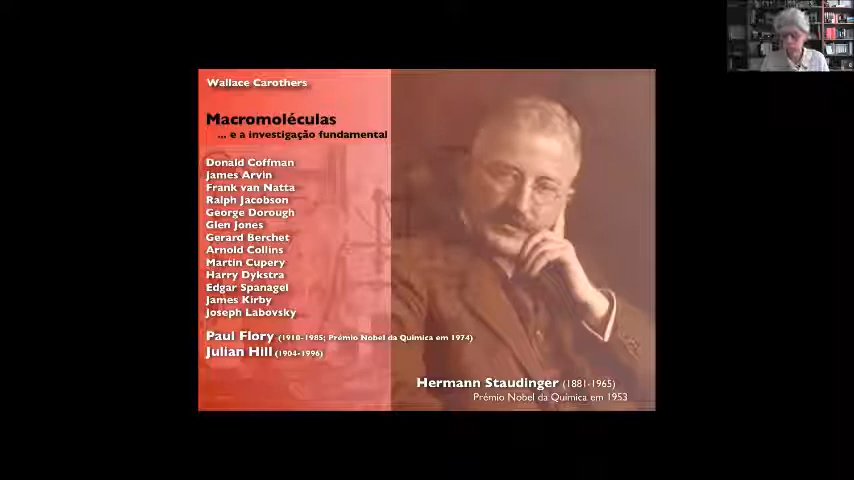 Wallace Carothers
Macromoléculas
... e a investigação fundamental
Donald Coffman
James Arvin
Frank van Natta
Ralph Jacobson
George Dorough
Glen Jones
Gerard Berchet
Arnold Collins
Martin Cupery
Harry Dykstra
Edgar Spanagel
James Kirby
Joseph Labovsky
Paul Flory (1910-1985; Prémio Nobel da Química em 1974)
Julian Hill (1904-1996)
Hermann Staudinger (1881-1965)
Prémio Nobel da Química em 1953